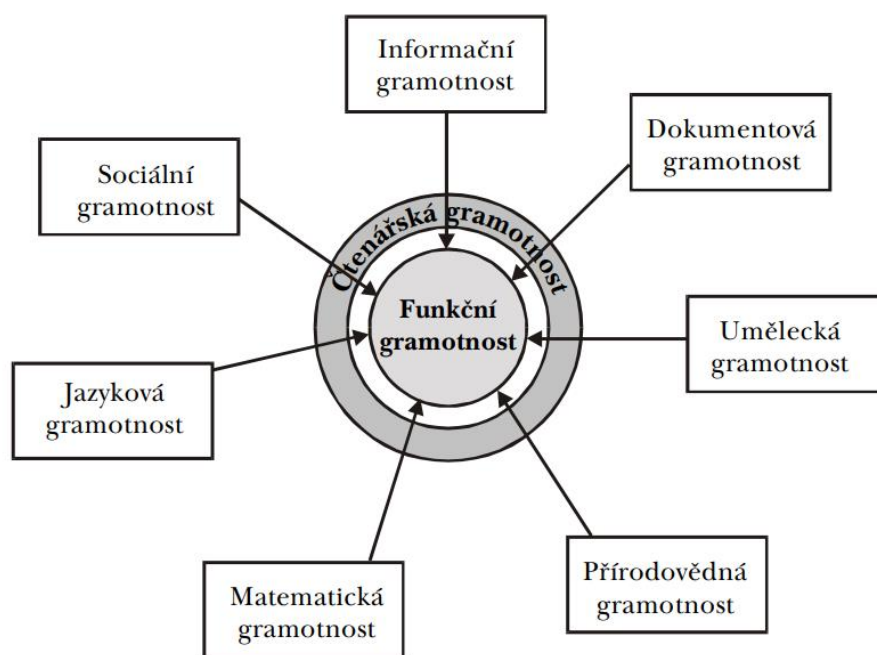 Informační
gramotnost
Dokumentová
gramotnost
Sociální
gramotnost
Čtenářská gramotnost
Funkční
gramotnost
Umělecká
gramotnost
Jazyková
gramotnost
Přírodovědná
gramotnost
Matematická
gramotnost